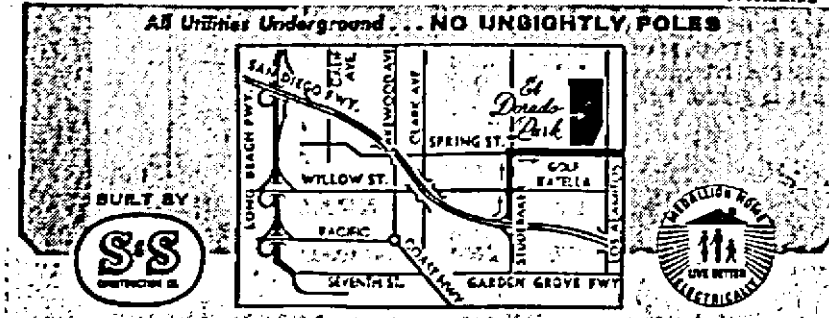 All Utilities Underground... NO UNSIGHTLY POLES
SAN DIEGO FWY.
LONG BEACH FWY.
AVE.
LAKEWOOD AVE
CLARK AVE
El
Dorado
Park
SPRING ST.
GOLF
KATELLA
WILLOW ST.
STUDEBAKER
LOS ALAMITOS
PACIFIC
COAST HWY.
SEVENTH ST.
GARDEN GROVE FWY
BUILT BY
S&S
CONSTRUCTION CO.
MEDALLION HOME
LIVE BETTER
ELECTRICALLY